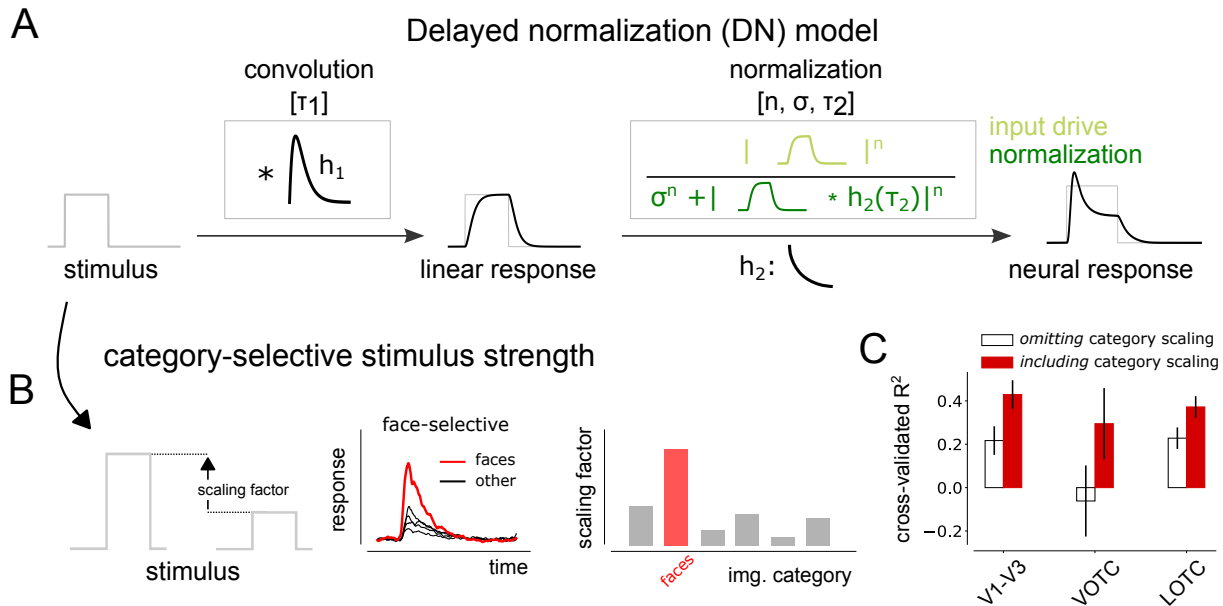 A
Delayed normalization (DN) model
convolution
[τ1]
* h1
normalization
[n, σ, τ2]
| |n
σn + | * h2(τ2)|n
input drive
normalization
stimulus
linear response
h2:
neural response
category-selective stimulus strength
B
scaling factor
stimulus
face-selective
faces
other
response
time
scaling factor
faces
img. category
C
omitting category scaling
including category scaling
cross-validated R2
0.4
0.2
0.0
−0.2
V1-V3
VOTC
LOTC